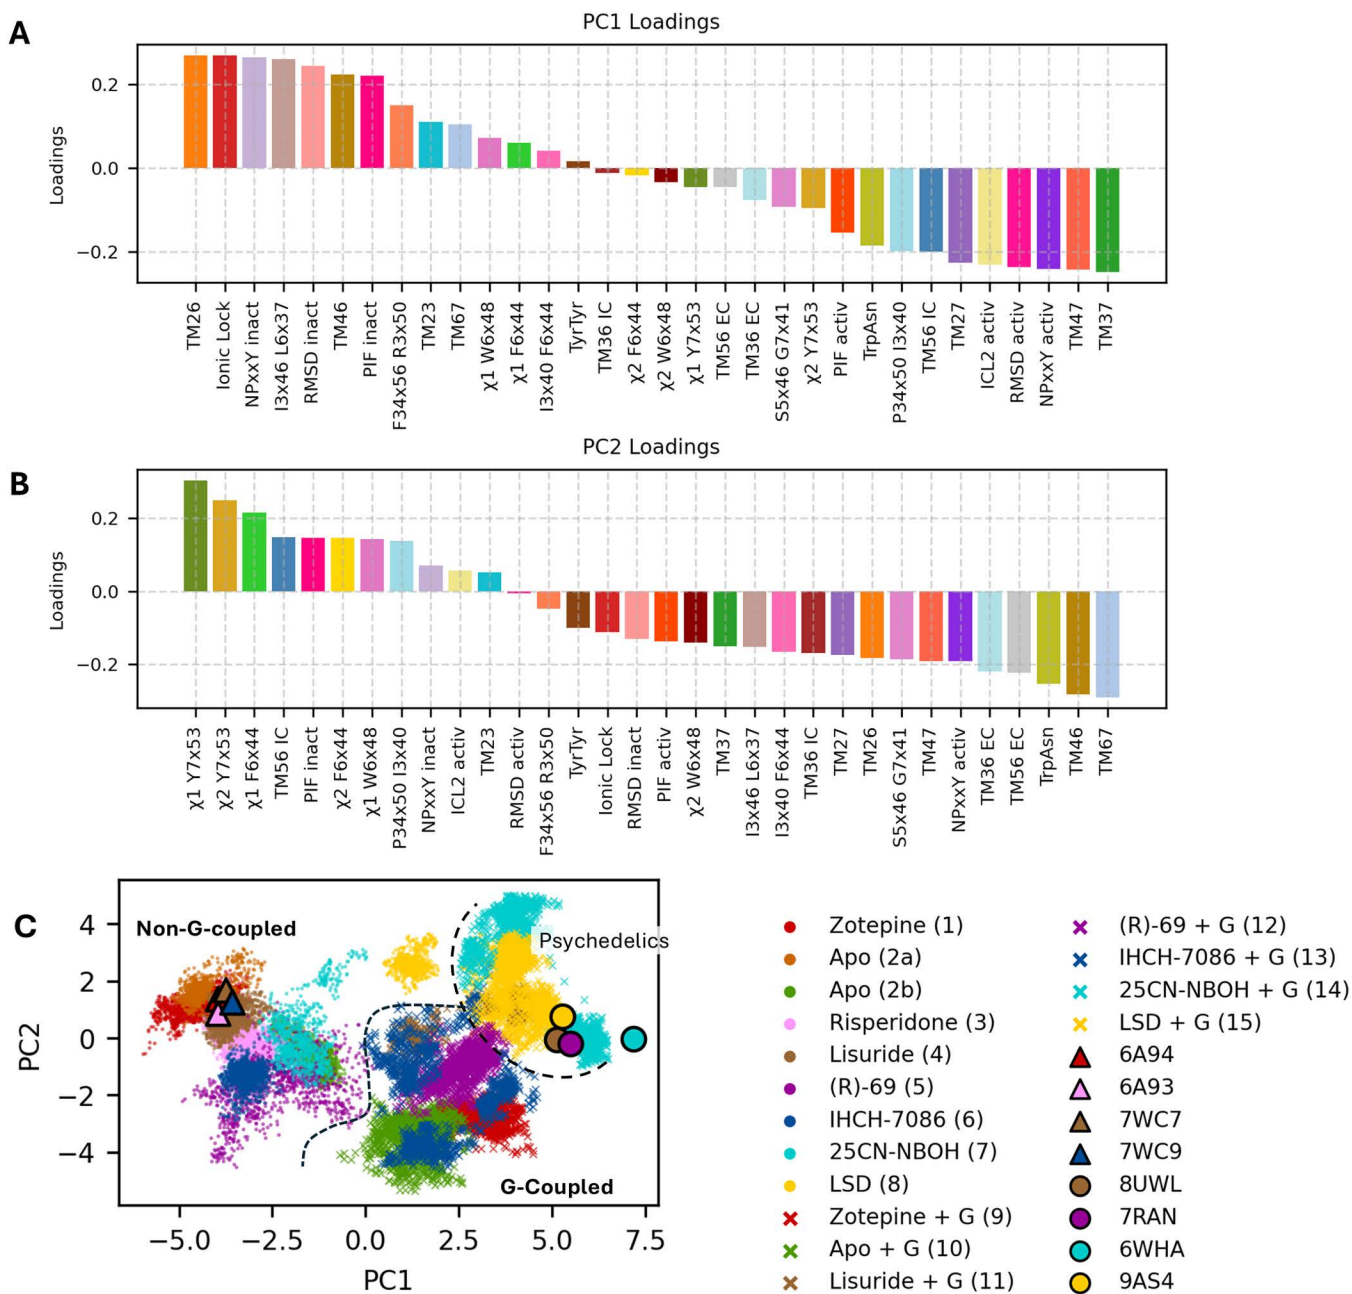 A
PC1 Loadings
Loadings
0.2
0.0
−0.2
TM26
Ionic Lock
NPxxY inact
I3x46 L6x37
RMSD inact
TM46
PIF inact
F34x56 R3x50
TM23
TM67
χ1 W6x48
χ1 F6x44
I3x40 F6x44
TyrTyr
TM36 IC
χ2 F6x44
χ2 W6x48
χ1 Y7x53
TM56 EC
TM36 EC
S5x46 G7x41
χ2 Y7x53
PIF activ
TrpAsn
P34x50 I3x40
TM56 IC
TM27
ICL2 activ
RMSD activ
NPxxY activ
TM47
TM37
B
PC2 Loadings
Loadings
0.2
0.0
−0.2
χ1 Y7x53
χ2 Y7x53
χ1 F6x44
TM56 IC
PIF inact
χ2 F6x44
χ1 W6x48
P34x50 I3x40
NPxxY inact
ICL2 activ
TM23
RMSD activ
F34x56 R3x50
TyrTyr
Ionic Lock
RMSD inact
PIF activ
χ2 W6x48
TM37
I3x46 L6x37
I3x40 F6x44
TM36 IC
TM27
TM26
S5x46 G7x41
TM47
NPxxY activ
TM36 EC
TM56 EC
TrpAsn
TM46
TM67
C
Non-G-coupled
Psychedelics
G-Coupled
PC2
4
2
0
−2
−4
−5.0
−2.5
0.0
2.5
5.0
7.5
PC1
Zotepine (1)
Apo (2a)
Apo (2b)
Risperidone (3)
Lisuride (4)
(R)-69 (5)
IHCH-7086 (6)
25CN-NBOH (7)
LSD (8)
Zotepine + G (9)
Apo + G (10)
Lisuride + G (11)
(R)-69 + G (12)
IHCH-7086 + G (13)
25CN-NBOH + G (14)
LSD + G (15)
6A94
6A93
7WC7
7WC9
8UWL
7RAN
6WHA
9AS4